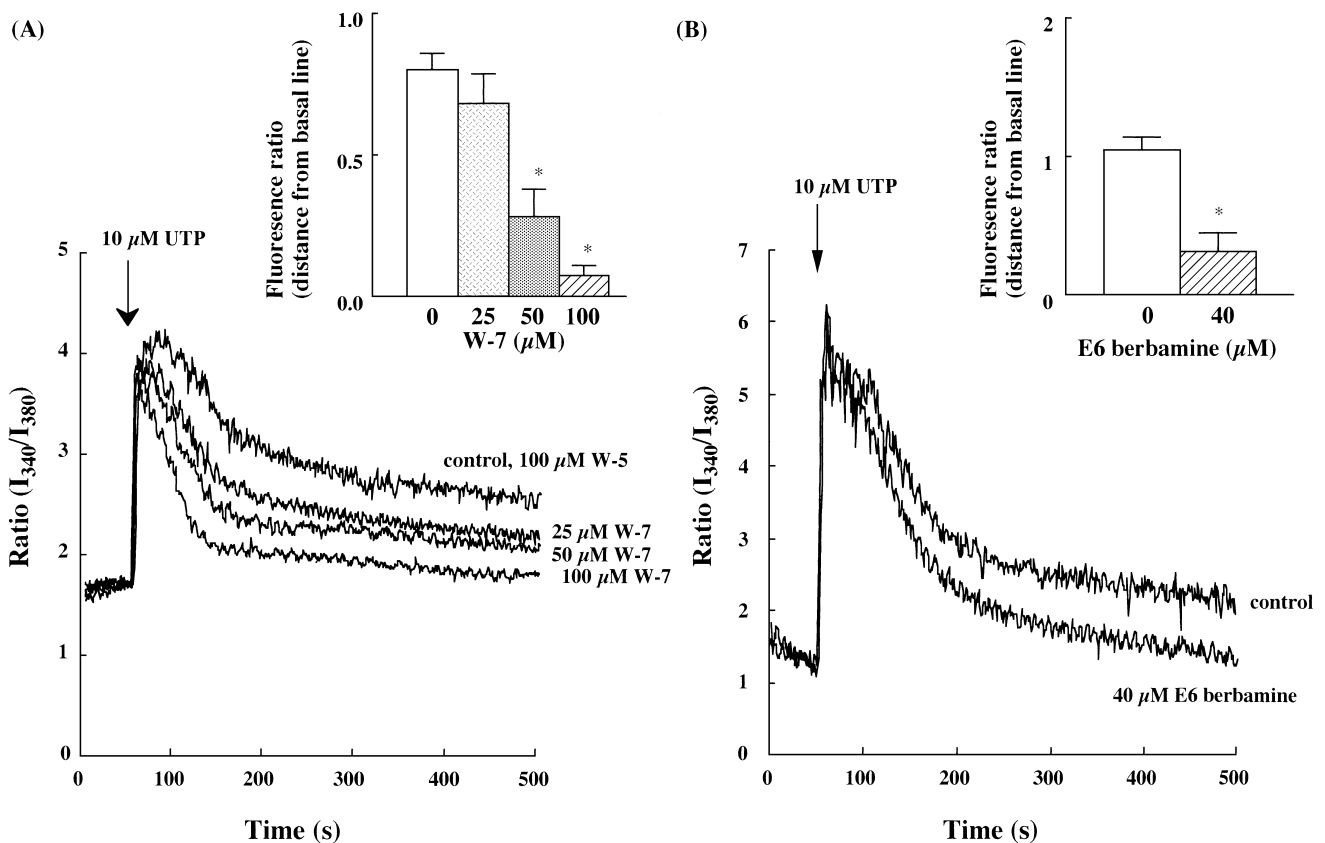 (A)
1.0
0.5
0.0
Fluoresence ratio
(distance from basal line)
*
*
0 25 50 100
W-7 (µM)
10 µM UTP
5
4
3
2
1
0
Ratio (I340/I380)
control, 100 µM W-5
25 µM W-7
50 µM W-7
100 µM W-7
0 100 200 300 400 500
Time (s)
(B)
2
1
0
Fluoresence ratio
(distance from basal line)
*
0 40
E6 berbamine (µM)
10 µM UTP
7
6
5
4
3
2
1
0
Ratio (I340/I380)
control
40 µM E6 berbamine
0 100 200 300 400 500
Time (s)